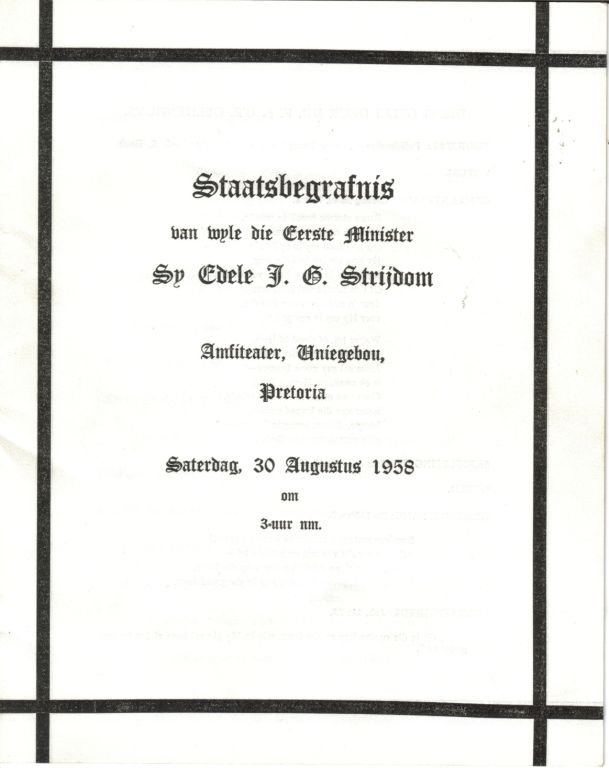 Staatsbegrafnis
van wyle die Eerste Minister
Sy Edele J. G. Strijdom
Amfiteater, Uniegebou,
Pretoria
Saterdag, 30 Augustus 1958
om
3-uur nm.